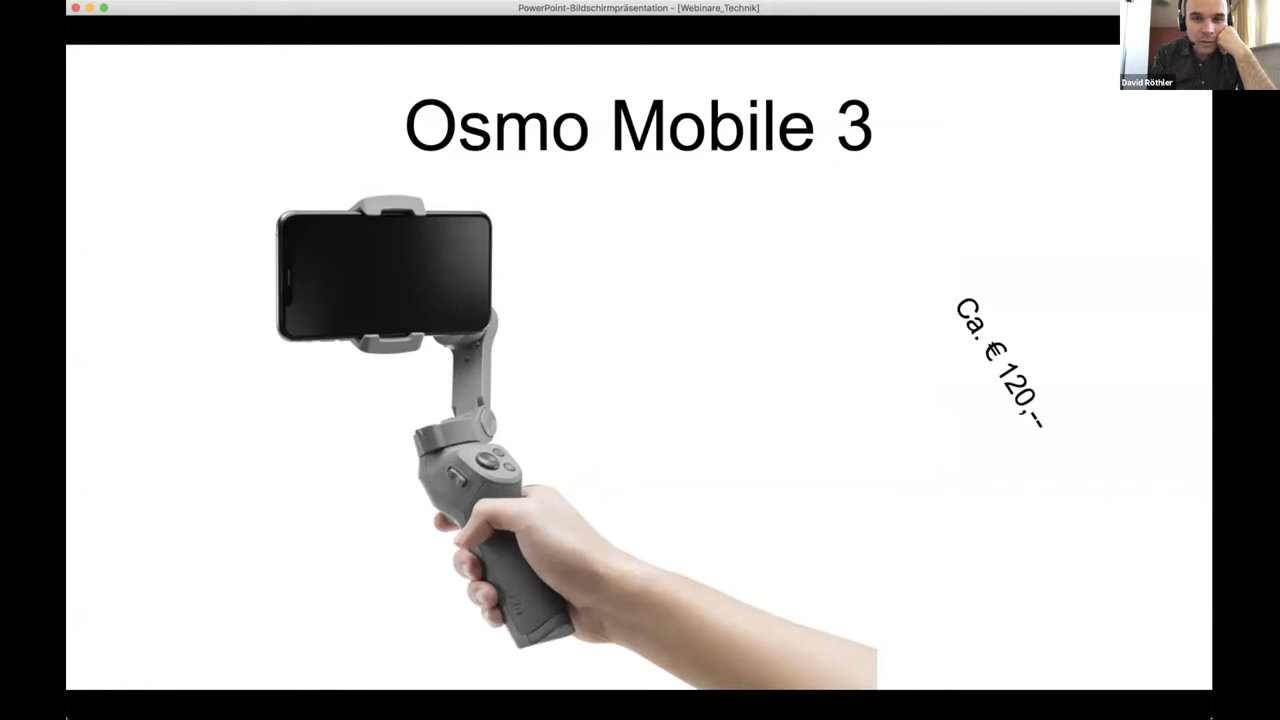 PowerPoint-Bildschirmpräsentation - [Webinare_Technik]
David Röthler
Osmo Mobile 3
Ca. € 120,--